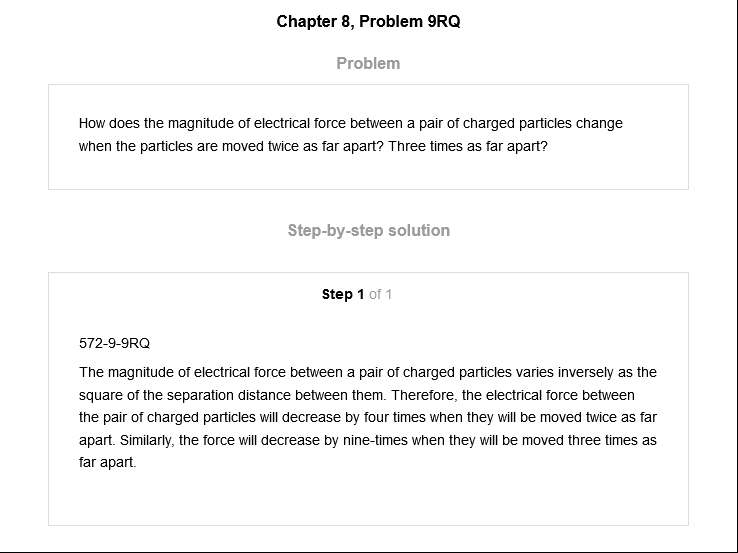 Chapter 8, Problem 9RQ
Problem
How does the magnitude of electrical force between a pair of charged particles change
when the particles are moved twice as far apart? Three times as far apart?
Step-by-step solution
Step 1 of 1
572-9-9RQ
The magnitude of electrical force between a pair of charged particles varies inversely as the
square of the separation distance between them. Therefore, the electrical force between
the pair of charged particles will decrease by four times when they will be moved twice as far
apart. Similarly, the force will decrease by nine-times when they will be moved three times as
far apart.